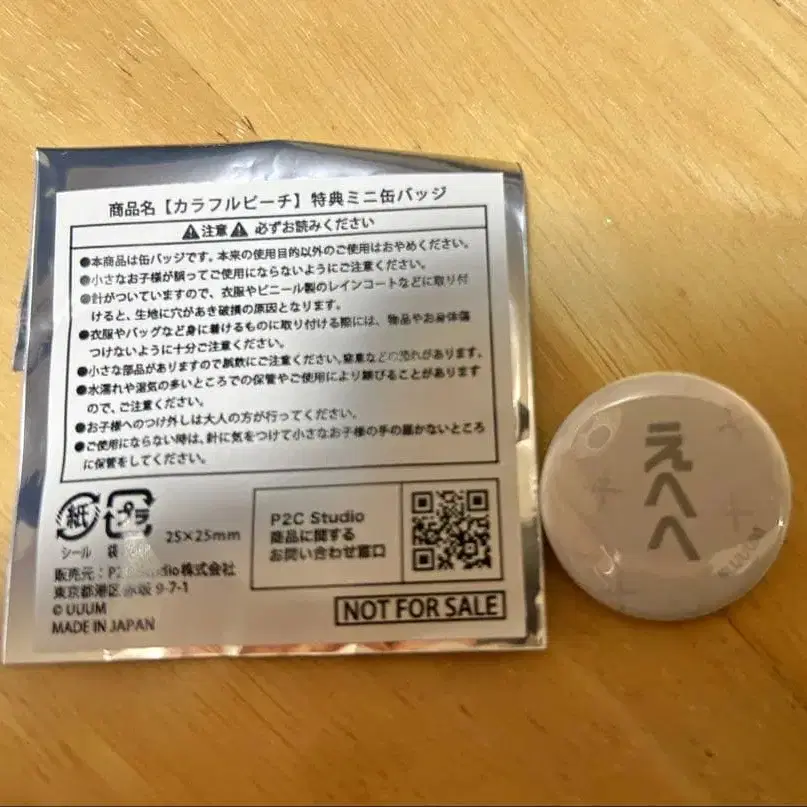 商品名【カラフルピーチ】特典ミニ缶バッジ
⚠注意⚠ 必ずお読みください
●本商品は缶バッジです。本来の使用目的以外のご使用はおやめください。
●小さなお子様が誤ってご使用にならないようにご注意ください。
●針がついていますので、衣服やビニール製のレインコートなどに取り付
けると、生地に穴があき破損の原因となります。
●衣服やバッグなど身に着けるものに取り付ける際には、物品やお身体傷
つけないように十分ご注意ください。
●小さな部品がありますので誤飲にご注意ください。窒息などの恐れがあります。
●水濡れや湿気の多いところでの保管やご使用により錆びることがあります
ので、ご注意ください。
●お子様へのつけ外しは大人の方が行ってください。
●ご使用にならない時は、針に気をつけて小さなお子様の手の届かないところ
に保管をしてください。
紙 プラ
シール 袋
25×25mm
P2C Studio
商品に関する
お問い合わせ窓口
販売元:P2C Studio株式会社
東京都港区赤坂 9-7-1
© UUUM
MADE IN JAPAN
NOT FOR SALE
えへへ
© UUUM